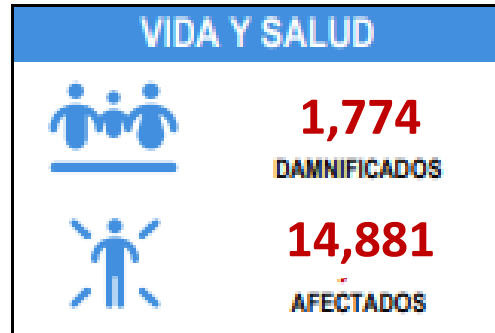 VIDA Y SALUD
1,774
DAMNIFICADOS
14,881
AFECTADOS